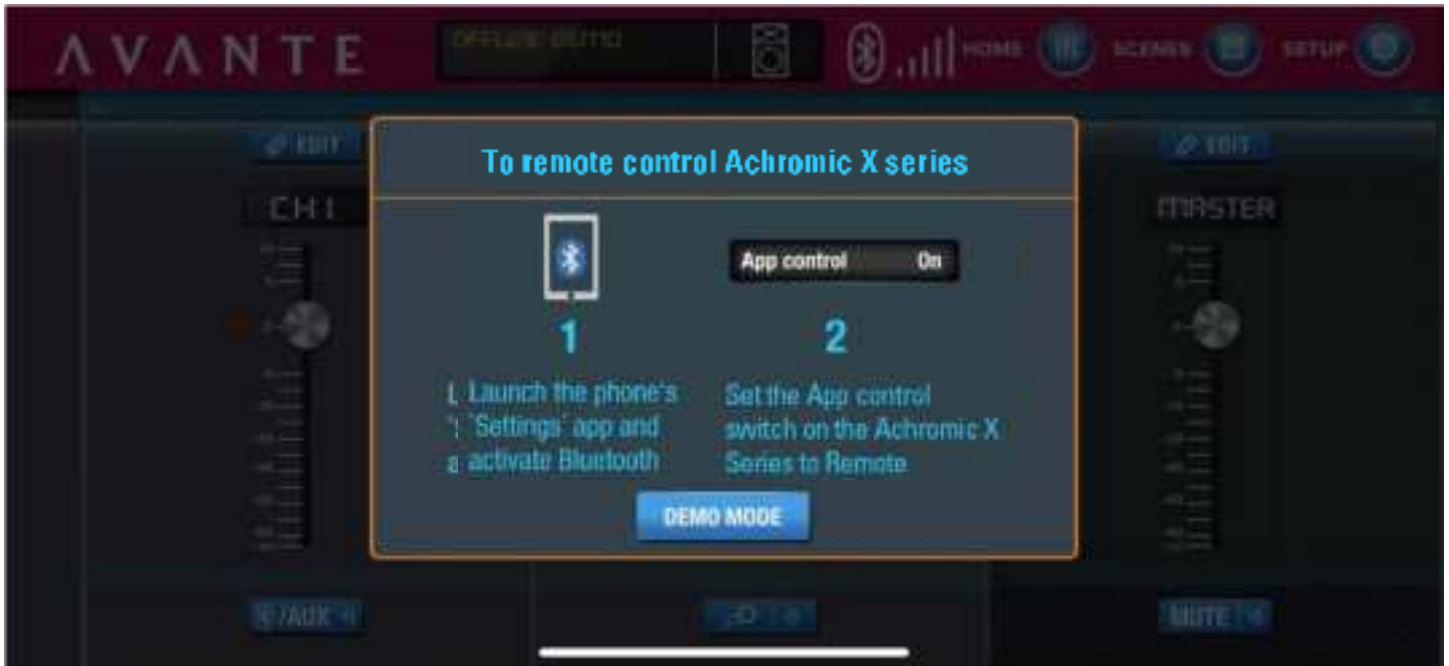 AVANTE
OFFLINE DEMO
HOME
SCENES
SETUP
EDIT
EDIT
To remote control Achromic X series
CH1
MASTER
App control On
1
2
Launch the phone's
`Settings´ app and
activate Bluetooth
Set the App control
switch on the Achromic X
Series to Remote
DEMO MODE
/AUX
MUTE